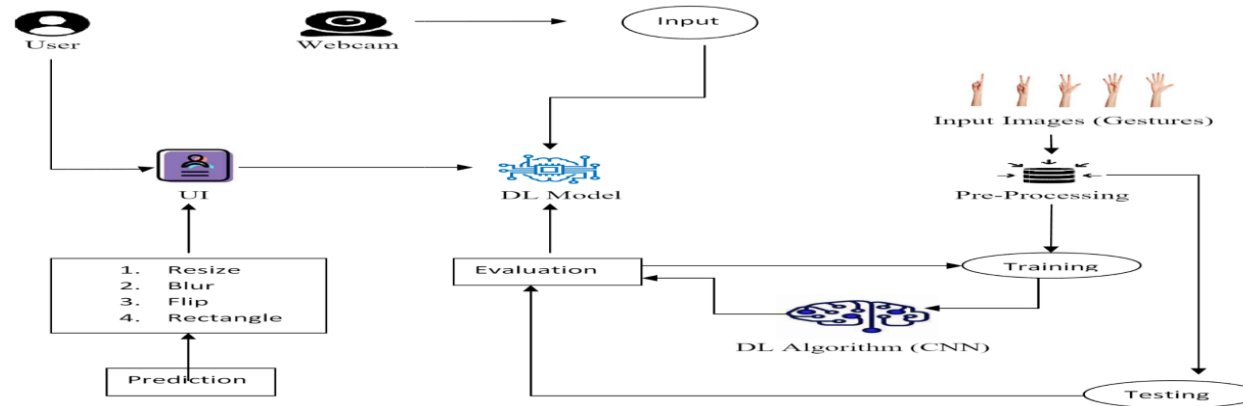 User
Webcam
Input
Input Images (Gestures)
UI
DL Model
Pre-Processing
1. Resize
2. Blur
3. Flip
4. Rectangle
Evaluation
Training
DL Algorithm (CNN)
Prediction
Testing